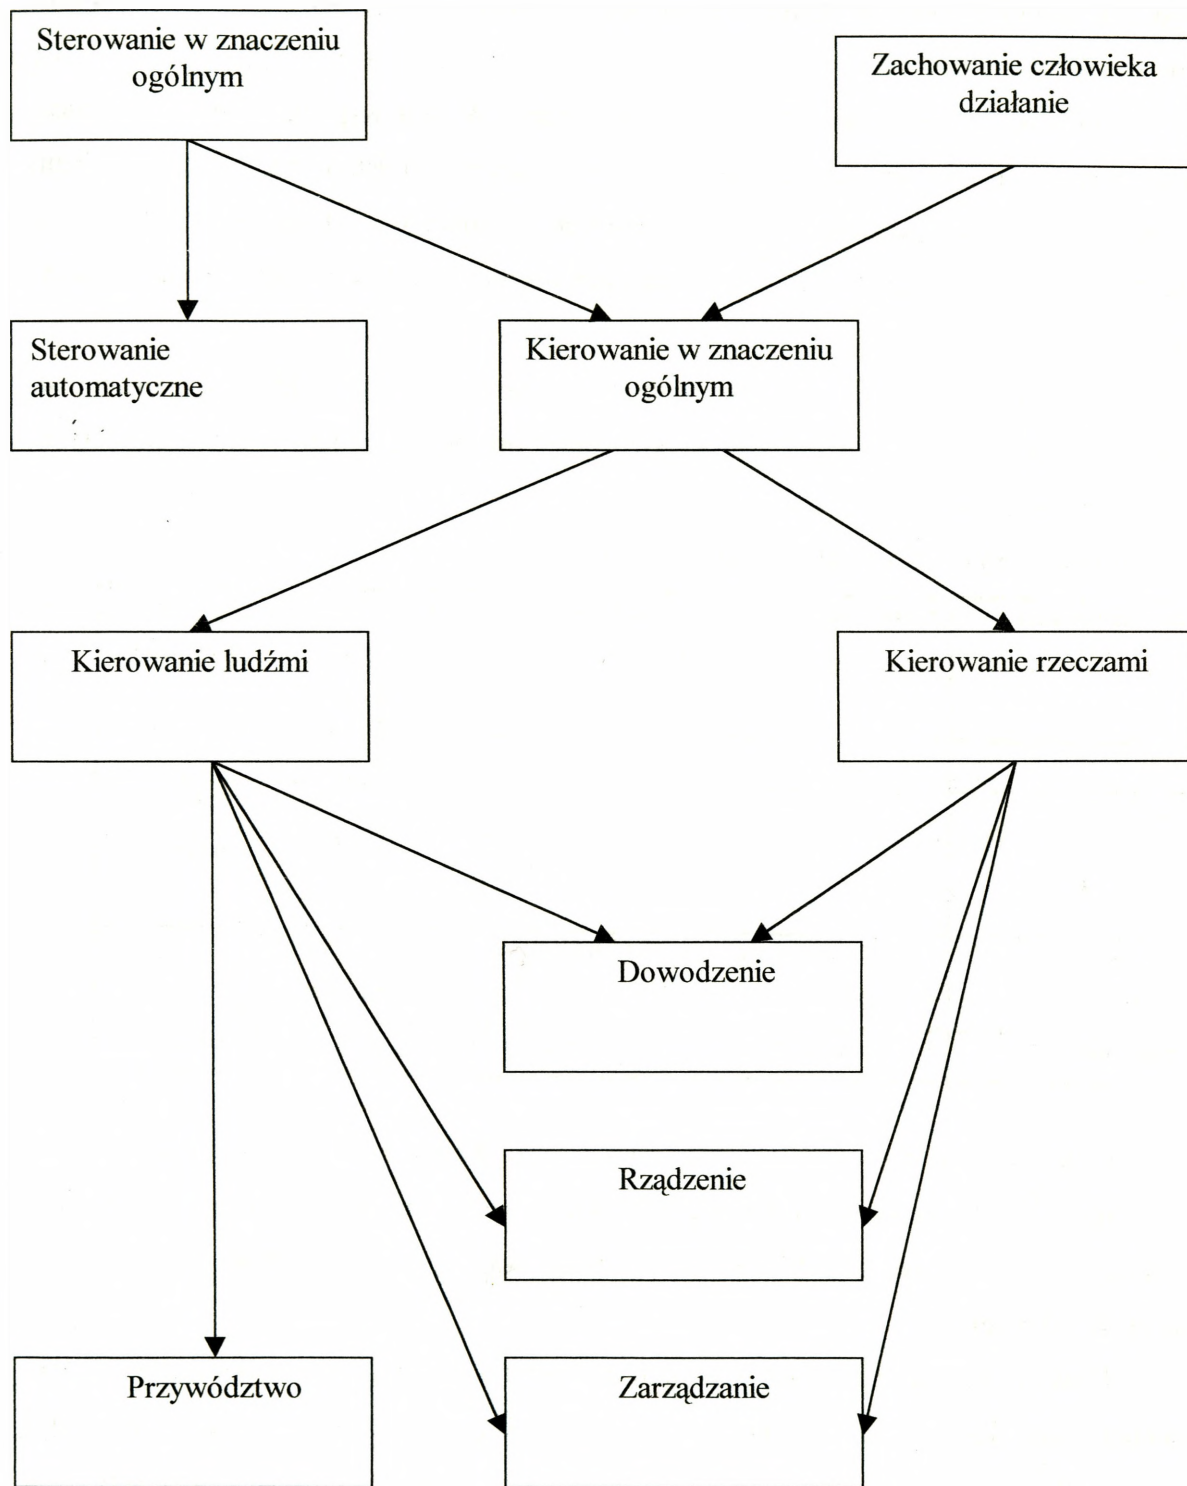 Sterowanie w znaczeniu
ogólnym
Zachowanie człowieka
działanie
Sterowanie
automatyczne
Kierowanie w znaczeniu
ogólnym
Kierowanie ludźmi
Kierowanie rzeczami
Dowodzenie
Rządzenie
Przywództwo
Zarządzanie